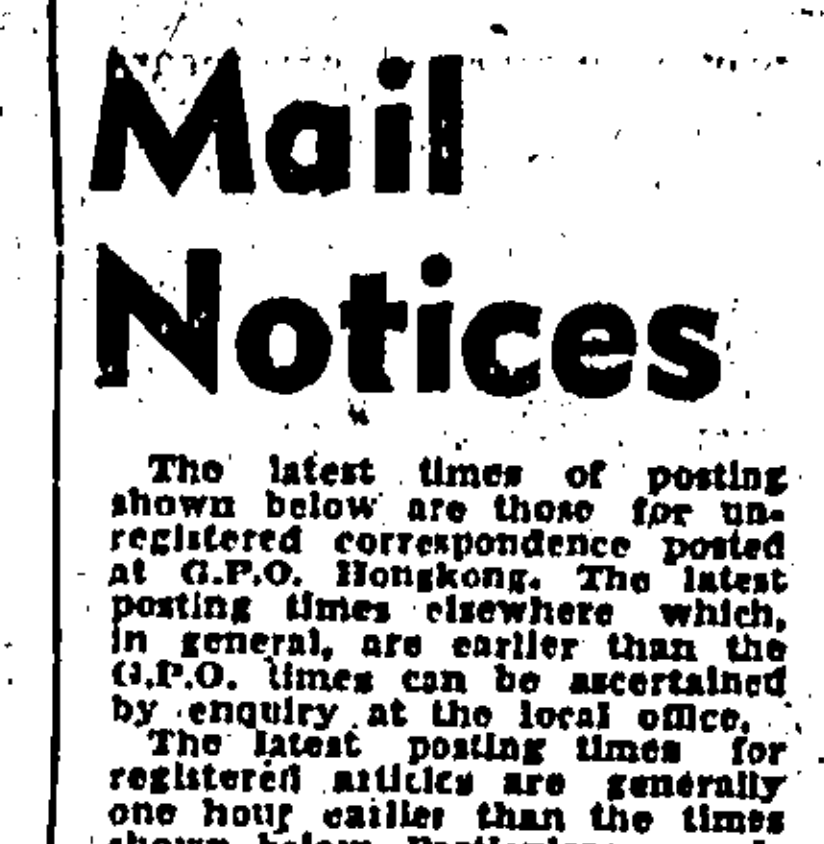 Mail
Notices
The latest times of posting
shown below are those for un-
registered correspondence posted
at G.P.O. Hongkong. The latest
posting times elsewhere which,
in general, are earlier than the
G.P.O. times can be ascertained
by enquiry at the local office.
The latest posting times for
registered articles are generally
one hour earlier than the times
shown below.